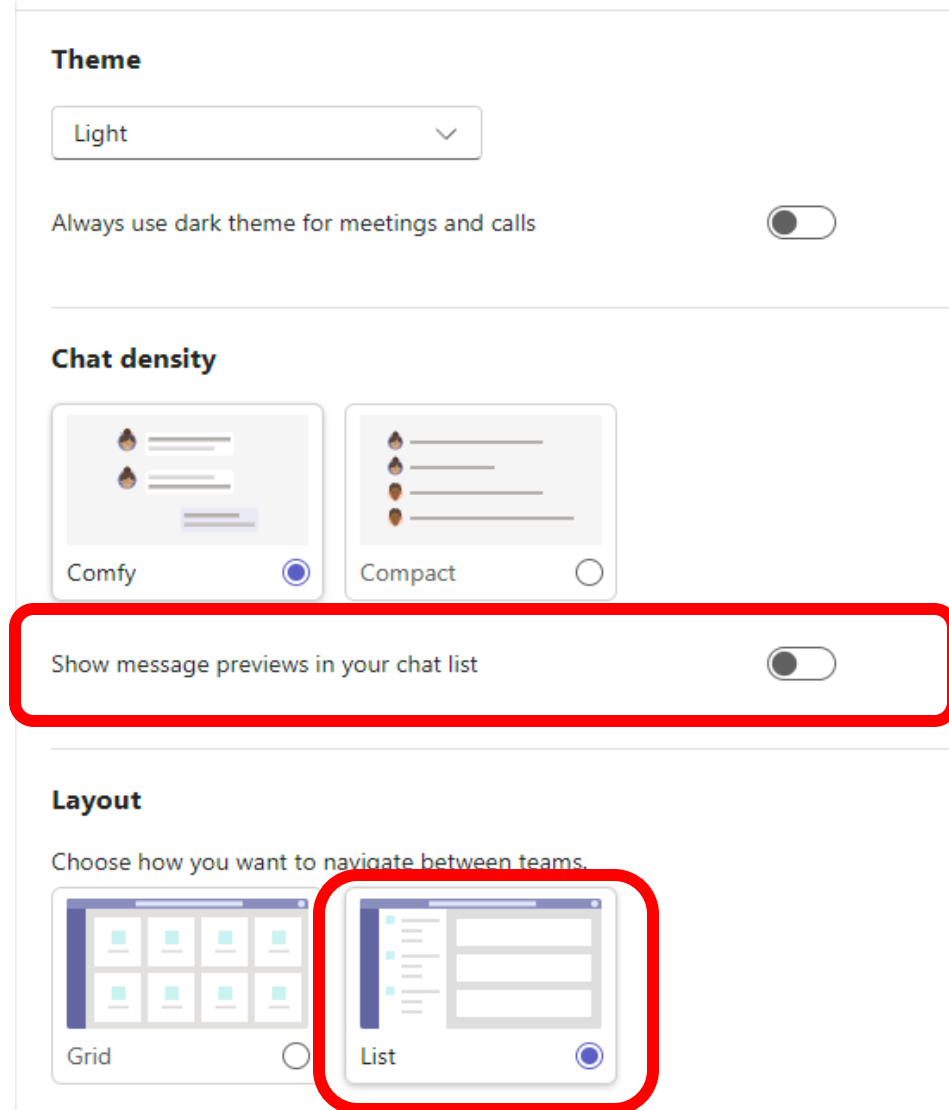 Theme
Light
Always use dark theme for meetings and calls
Chat density
Comfy
Compact
Show message previews in your chat list
Layout
Choose how you want to navigate between teams.
Grid
List